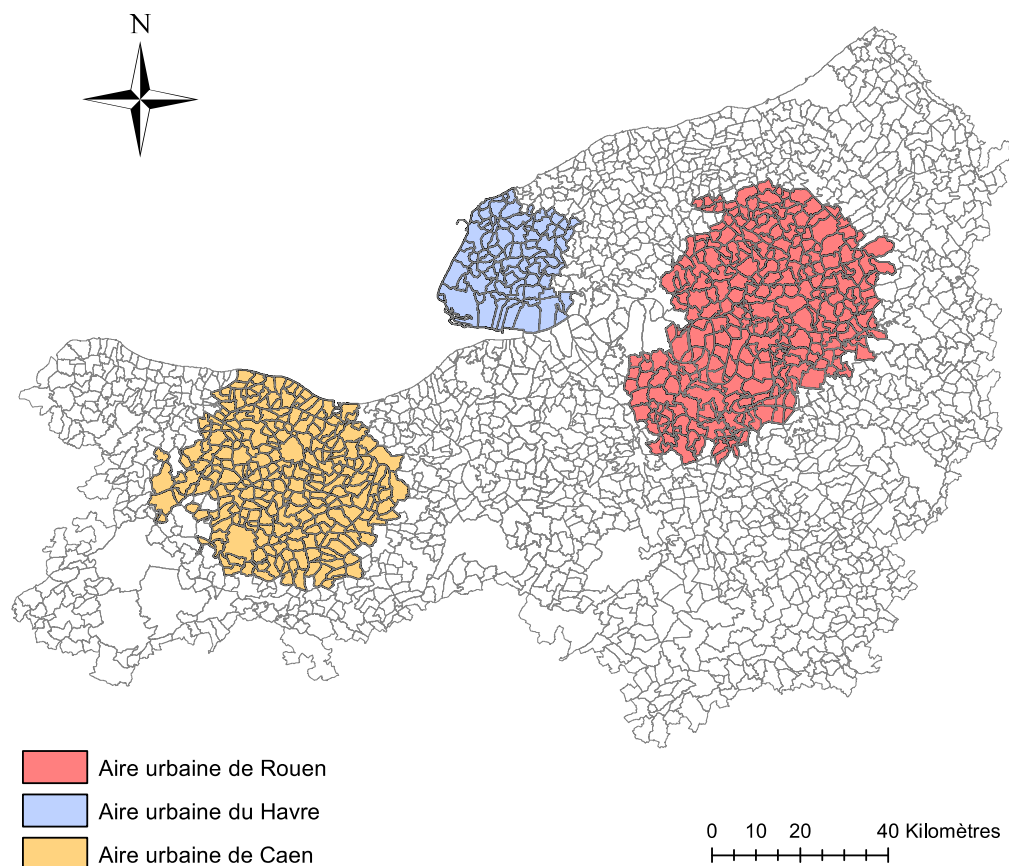 N
Aire urbaine de Rouen
Aire urbaine du Havre
Aire urbaine de Caen
0 10 20 40 Kilomètres